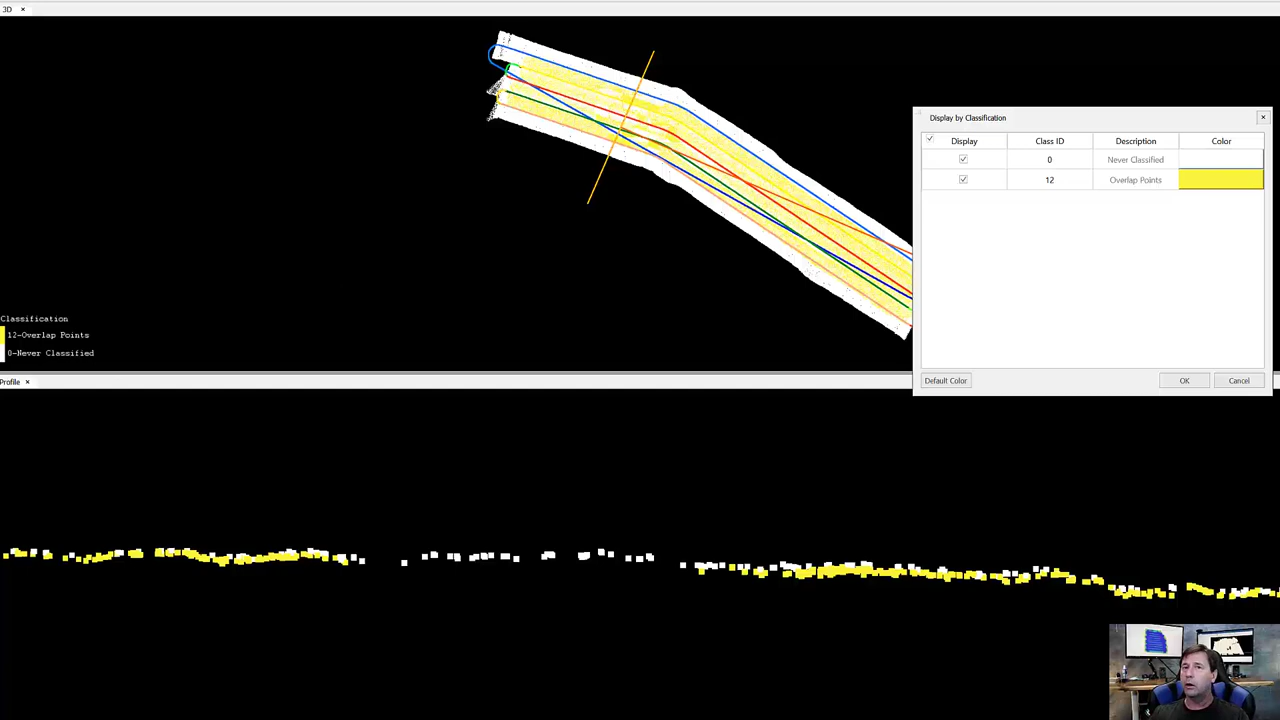 3D ×
Display by Classification ×
Display Class ID Description Color
0 Never Classified
12 Overlap Points
Classification
12-Overlap Points
0-Never Classified
Default Color OK Cancel
Profile ×